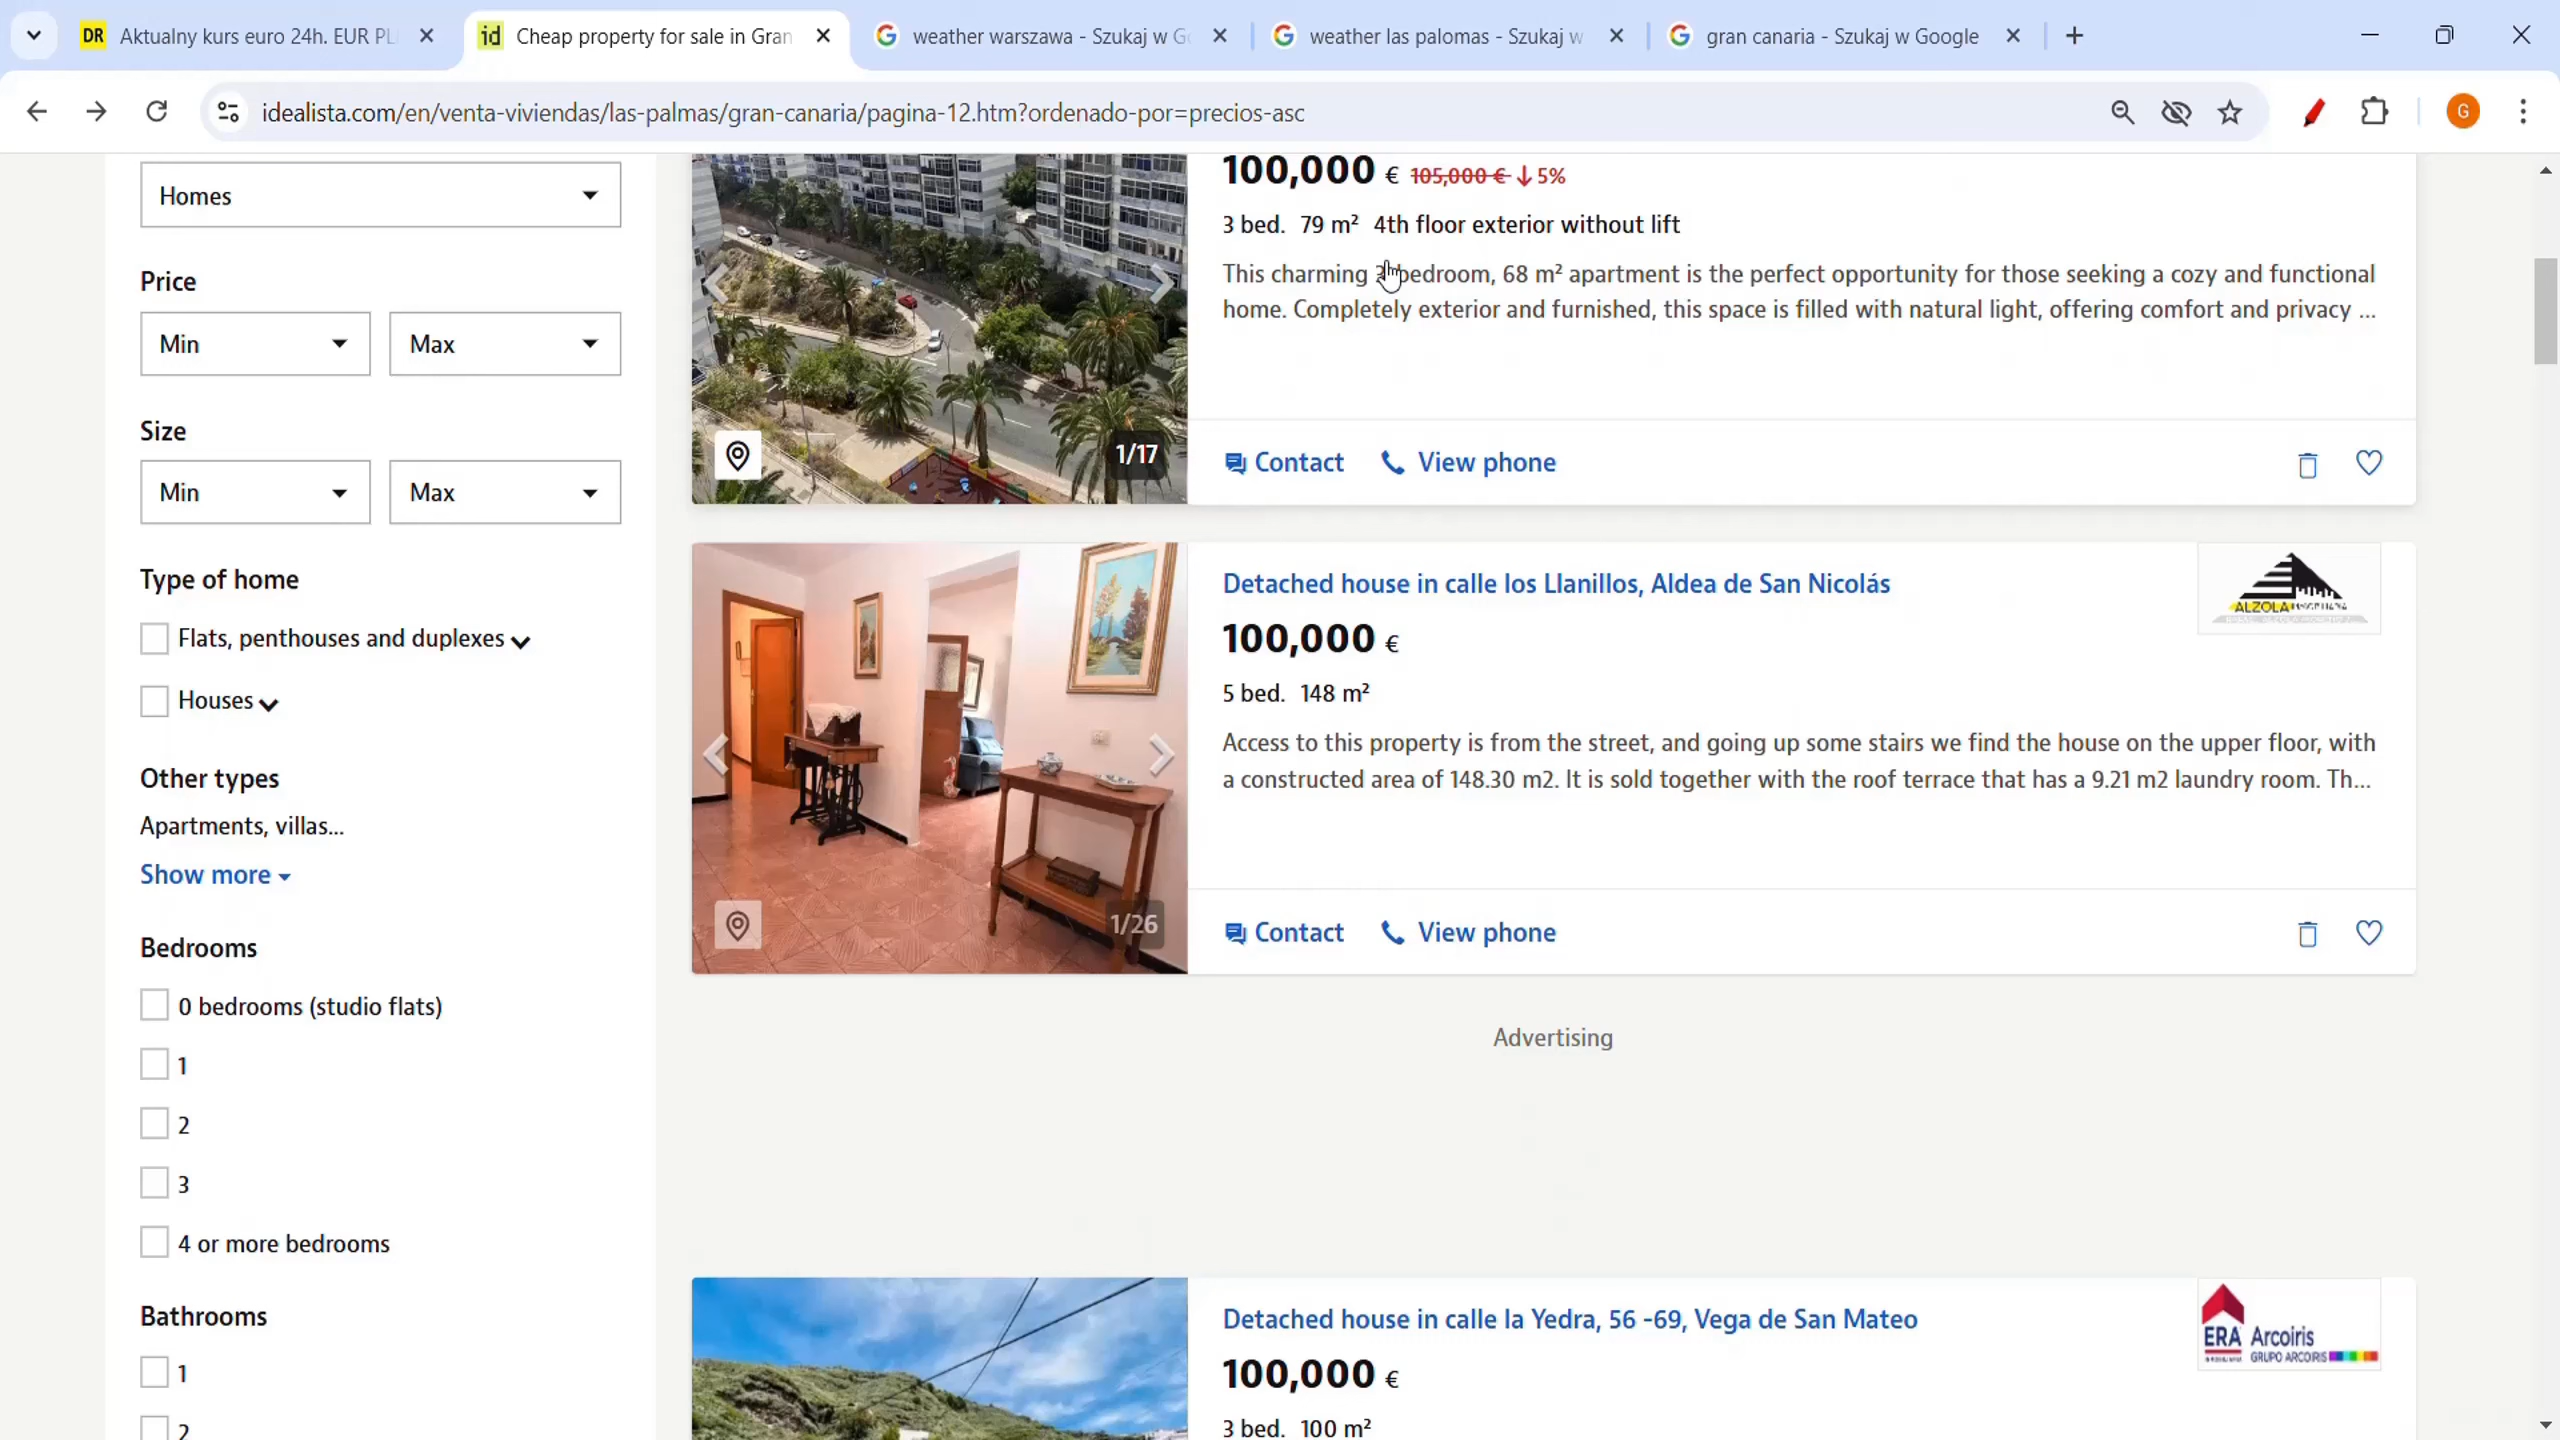 DR Aktualny kurs euro 24h. EUR PL
id Cheap property for sale in Gran
weather warszawa - Szukaj w Go
weather las palomas - Szukaj w
gran canaria - Szukaj w Google
idealista.com/en/venta-viviendas/las-palmas/gran-canaria/pagina-12.htm?ordenado-por=precios-asc
G
Homes
Price
Min
Max
Size
Min
Max
Type of home
Flats, penthouses and duplexes
Houses
Other types
Apartments, villas...
Show more
Bedrooms
0 bedrooms (studio flats)
1
2
3
4 or more bedrooms
Bathrooms
1
2
100,000 € 105,000 € 5%
3 bed. 79 m² 4th floor exterior without lift
This charming bedroom, 68 m² apartment is the perfect opportunity for those seeking a cozy and functional
home. Completely exterior and furnished, this space is filled with natural light, offering comfort and privacy ...
1/17
Contact View phone
Detached house in calle los Llanillos, Aldea de San Nicolás
ALZOLA
100,000 €
5 bed. 148 m²
Access to this property is from the street, and going up some stairs we find the house on the upper floor, with
a constructed area of 148.30 m2. It is sold together with the roof terrace that has a 9.21 m2 laundry room. Th...
1/26
Contact View phone
Advertising
Detached house in calle la Yedra, 56 -69, Vega de San Mateo
ERA Arcoiris
GRUPO ARCOIRIS
100,000 €
3 bed. 100 m²